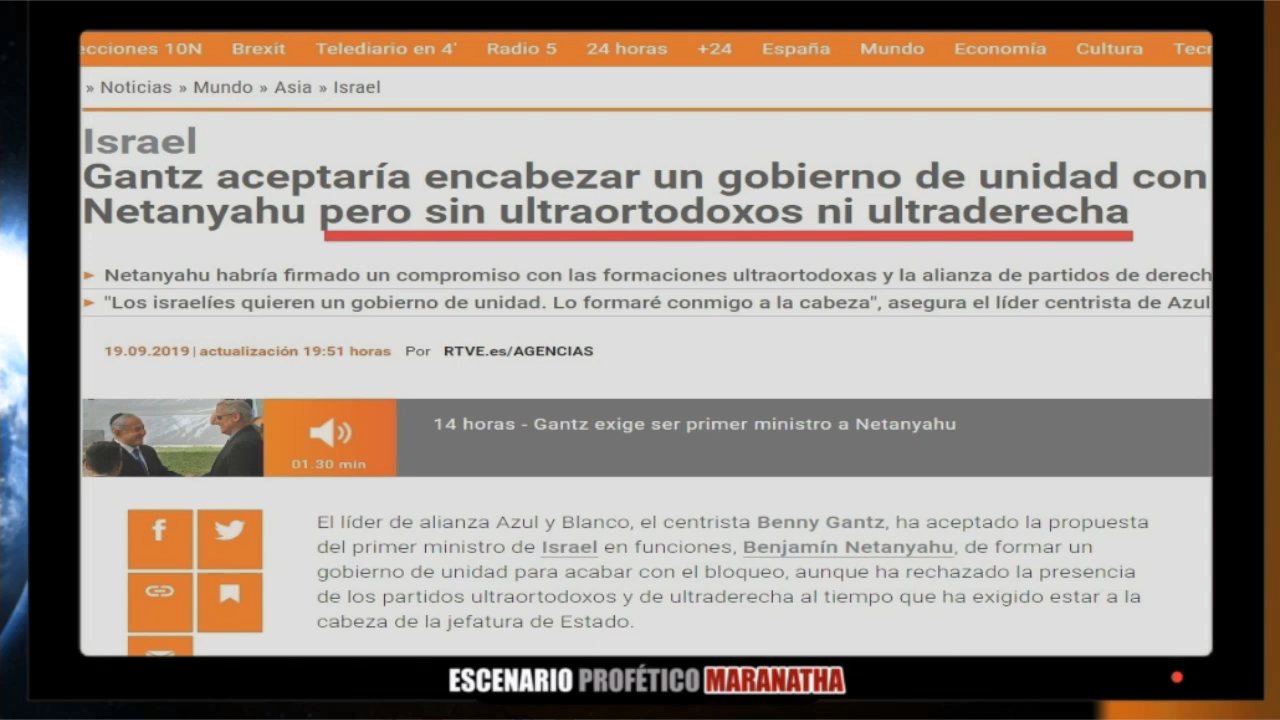 ecciones 10N Brexit Telediario en 4' Radio 5 24 horas +24 España Mundo Economía Cultura Tecn
» Noticias » Mundo » Asia » Israel
Israel
Gantz aceptaría encabezar un gobierno de unidad con
Netanyahu pero sin ultraortodoxos ni ultraderecha
Netanyahu habría firmado un compromiso con las formaciones ultraortodoxas y la alianza de partidos de derech
"Los israelíes quieren un gobierno de unidad. Lo formaré conmigo a la cabeza", asegura el líder centrista de Azul
19.09.2019 | actualización 19:51 horas Por RTVE.es/AGENCIAS
14 horas - Gantz exige ser primer ministro a Netanyahu
01.30 min
El líder de alianza Azul y Blanco, el centrista Benny Gantz, ha aceptado la propuesta
del primer ministro de Israel en funciones, Benjamín Netanyahu, de formar un
gobierno de unidad para acabar con el bloqueo, aunque ha rechazado la presencia
de los partidos ultraortodoxos y de ultraderecha al tiempo que ha exigido estar a la
cabeza de la jefatura de Estado.
ESCENARIO PROFÉTICO MARANATHA